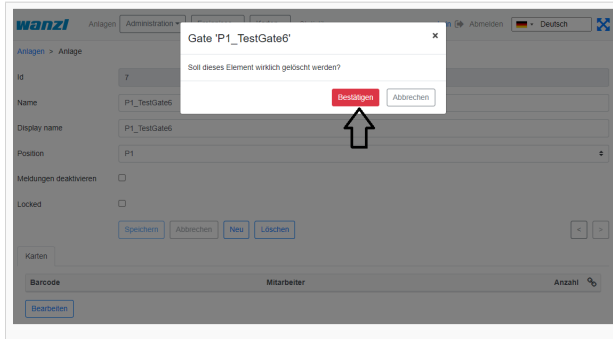 wanzl Anlagen Administration Abmelden Deutsch
Gate 'P1_TestGate6' ×
Anlagen > Anlage
Soll dieses Element wirklich gelöscht werden?
Id 7
Bestätigen Abbrechen
Name P1_TestGate6
Display name P1_TestGate6
Position P1
Meldungen deaktivieren
Locked
Speichern Abbrechen Neu Löschen < >
Karten
Barcode Mitarbeiter Anzahl
Bearbeiten